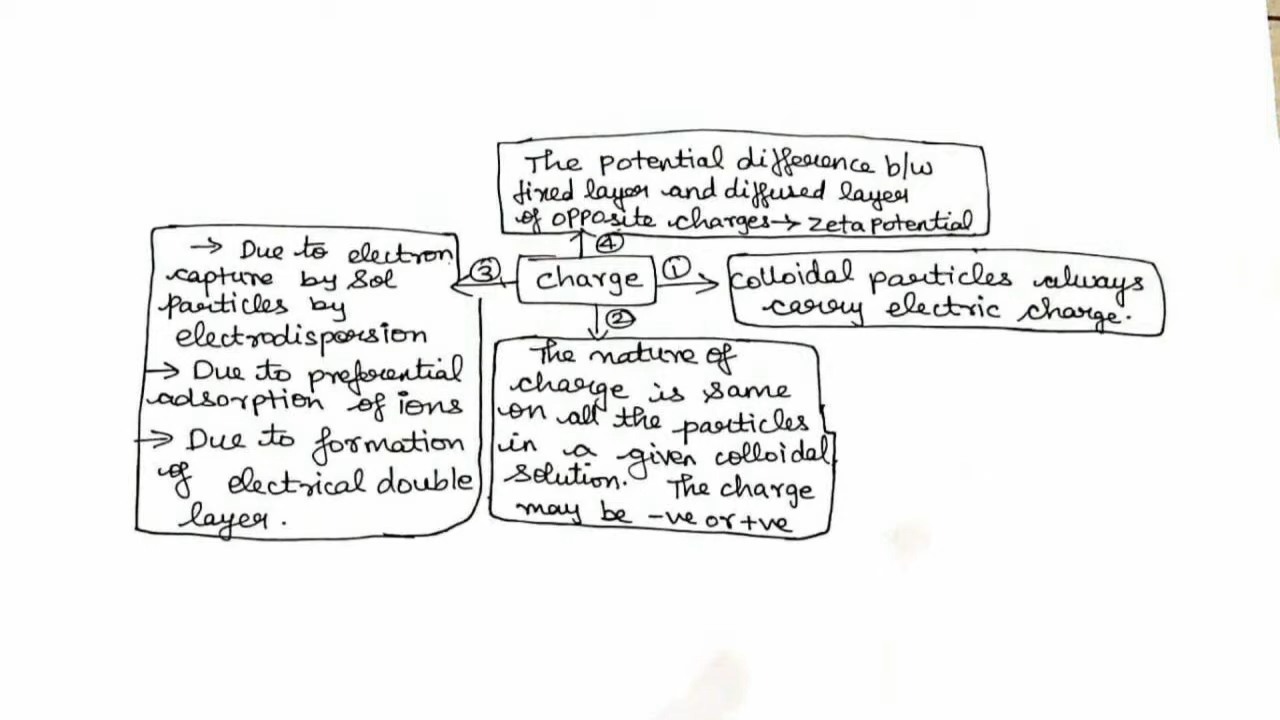 The potential difference b/w
fixed layer and diffused layer
of opposite charges → Zeta potential
④
charge
①
colloidal particles always
carry electric charge.
②
The nature of
charge is same
on all the particles
in a given colloidal
solution. The charge
may be -ve or +ve
③
→ Due to electron
capture by Sol
particles by
electrodispersion
→ Due to preferential
adsorption of ions
→ Due to formation
of electrical double
layer.